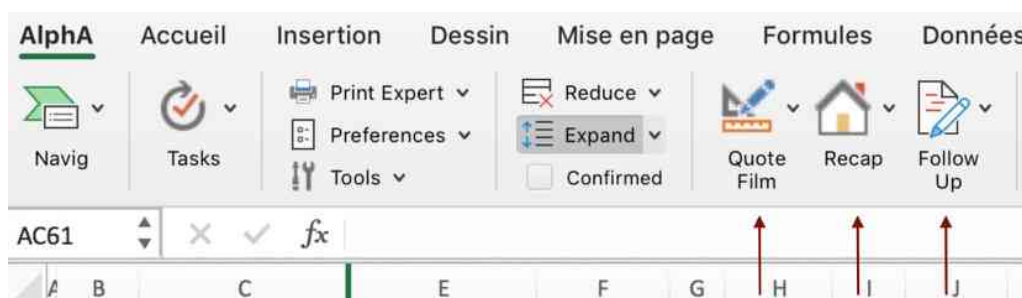 AlphA Accueil Insertion Dessin Mise en page Formules Données
Print Expert Reduce
Preferences Expand
Navig Tasks Quote Film Recap Follow Up
Tools Confirmed
AC61 fx
A B C E F G H I J